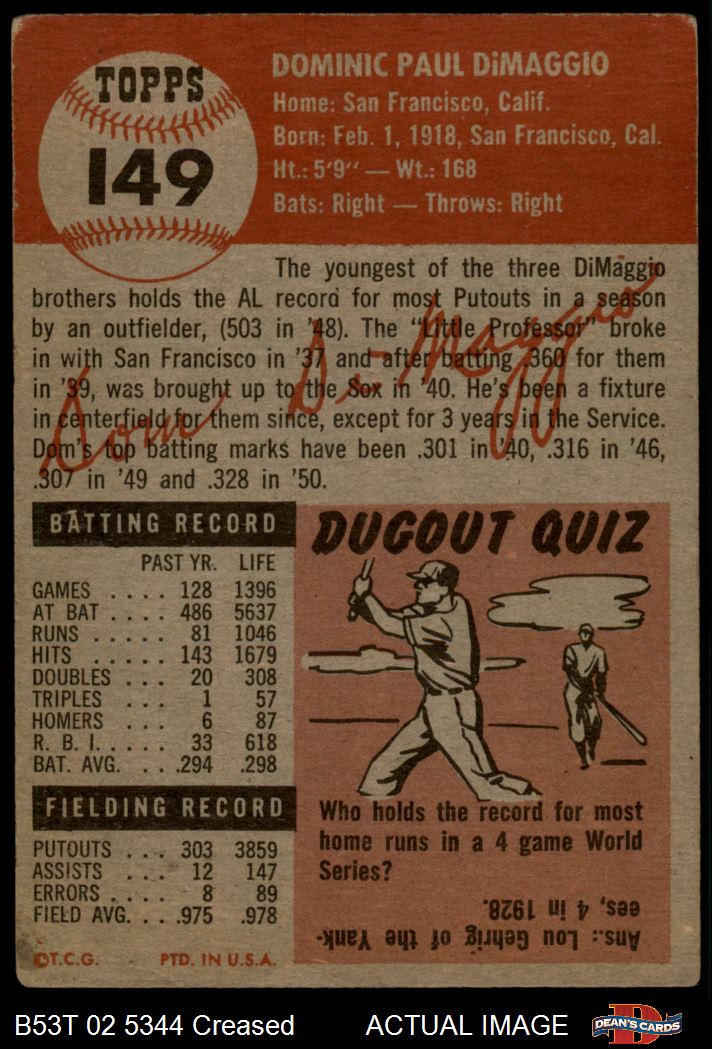 TOPPS
149
DOMINIC PAUL DiMAGGIO
Home: San Francisco, Calif.
Born: Feb. 1, 1918, San Francisco, Cal.
Ht.: 5'9" — Wt.: 168
Bats: Right — Throws: Right
The youngest of the three DiMaggio
brothers holds the AL record for most Putouts in a season
by an outfielder, (503 in '48). The "Little Professor" broke
in with San Francisco in '37 and after batting .360 for them
in '39, was brought up to the Sox in '40. He's been a fixture
in centerfield for them since, except for 3 years in the Service.
Dom's top batting marks have been .301 in '40, .316 in '46,
.307 in '49 and .328 in '50.
Dom DiMaggio
BATTING RECORD
PAST YR. LIFE
GAMES .... 128 1396
AT BAT .... 486 5637
RUNS ..... 81 1046
HITS ..... 143 1679
DOUBLES ... 20 308
TRIPLES ... 1 57
HOMERS ... 6 87
R. B. I. .... 33 618
BAT. AVG. ... .294 .298
FIELDING RECORD
PUTOUTS ... 303 3859
ASSISTS ... 12 147
ERRORS .... 8 89
FIELD AVG. ... .975 .978
©T.C.G. PTD. IN U.S.A.
DUGOUT QUIZ
Who holds the record for most
home runs in a 4 game World
Series?
Ans.: Lou Gehrig of the Yank-
ees, 4 in 1928.
B53T 02 5344 Creased ACTUAL IMAGE
D
DEAN'S CARDS